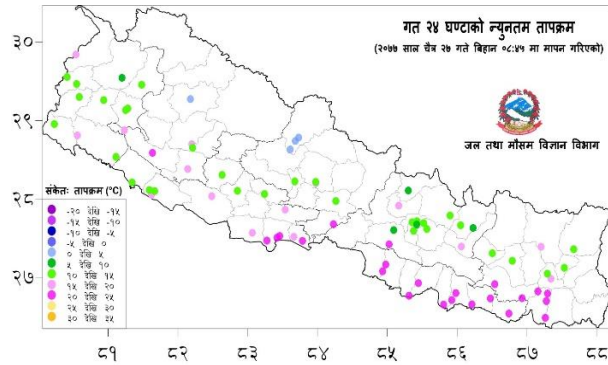 गत २४ घण्टाको न्युनतम तापक्रम
(२०७७ साल चैत्र २७ गते बिहान ०८:४५ मा मापन गरिएको)
जल तथा मौसम विज्ञान विभाग
३०
२९
२८
२७
संकेतः तापक्रम (°C)
-२० देखि -१५
-१५ देखि -१०
-१० देखि -५
-५ देखि ०
० देखि ५
५ देखि १०
१० देखि १५
१५ देखि २०
२० देखि २५
२५ देखि ३०
३० देखि ३५
८१ ८२ ८३ ८४ ८५ ८६ ८७ ८८